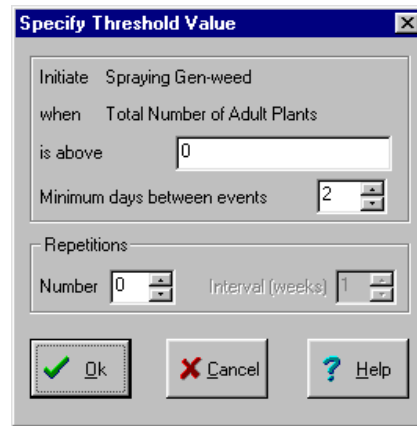 Specify Threshold Value
Initiate Spraying Gen-weed
when Total Number of Adult Plants
is above 0
Minimum days between events 2
Repetitions
Number 0 Interval (weeks) 1
Ok Cancel ? Help